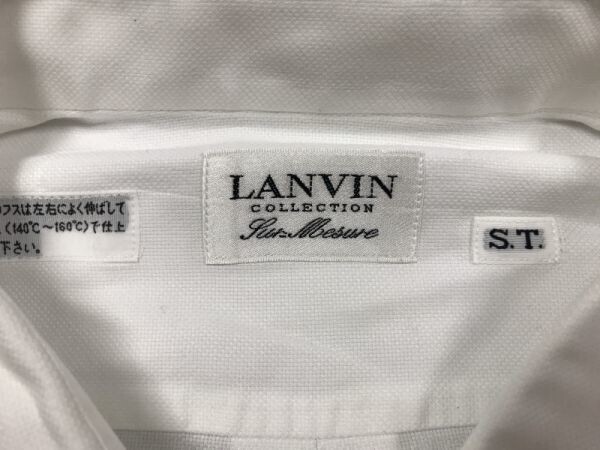 フスは左右によく伸ばして
(140℃～160℃)で仕上
下さい。
LANVIN
COLLECTION
Sur-Mesure
S.T.